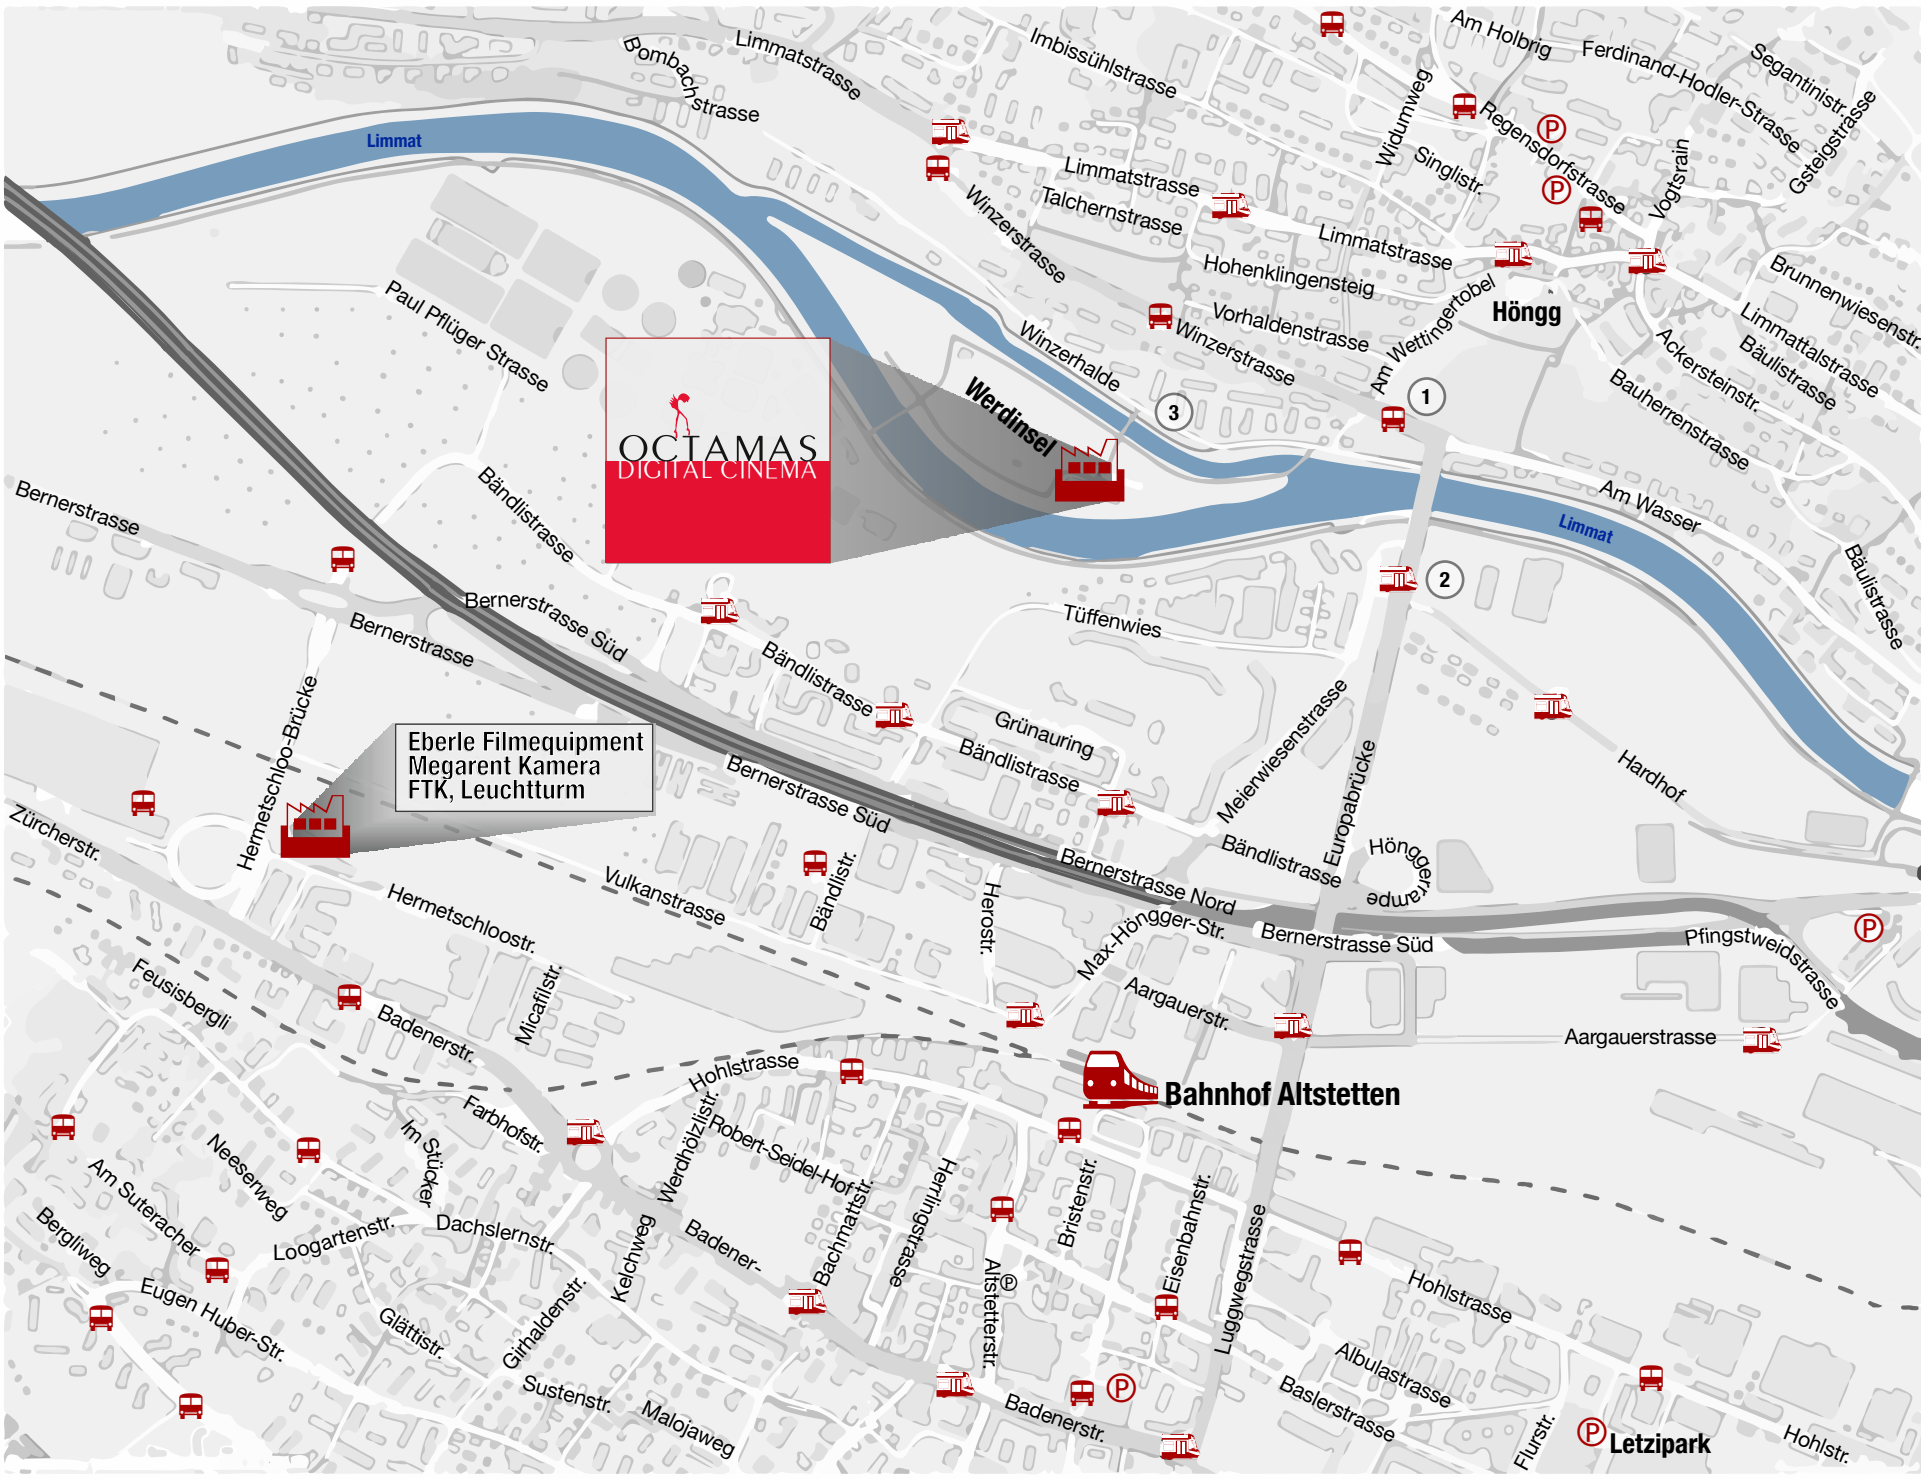 Bombach
strasse
Limmatstrasse
Imbissühlstrasse
Am Holbrig
Ferdinand-Hodler-Strasse
Segantinistr.
Gsteigstrasse
Widumweg
Regensdorfstrasse
P
Singlistr.
P
Vogtsrain
Limmat
Limmatstrasse
Talchernstrasse
Winzerstrasse
Limmatstrasse
Hohenklingensteig
Höngg
Brunnenwiesenstr.
Limmattalstrasse
Bäulistrasse
Ackersteinstr.
Bauherrenstrasse
Am Wettingertobel
Vorhaldenstrasse
Winzerstrasse
Winzerhalde
Werdinsel
3
1
Paul Pflüger Strasse
OCTAMAS
DIGITAL CINEMA
Bernerstrasse
Bändlistrasse
Am Wasser
Limmat
Bäulistrasse
2
Bernerstrasse Süd
Bernerstrasse
Tüffenwies
Bändlistrasse
Grünauring
Bändlistrasse
Meierwiesenstrasse
Europabrücke
Hardhof
Hermetschloo-Brücke
Eberle Filmequipment
Megarent Kamera
FTK, Leuchtturm
Bernerstrasse Süd
Zürcherstr.
Bändlistrasse
Hönggerrampe
Bernerstrasse Nord
Vulkanstrasse
Bändlistr.
Herostr.
Max-Höngger-Str.
Bernerstrasse Süd
Pfingstweidstrasse
P
Hermetschloostr.
Micafilstr.
Aargauerstr.
Aargauerstrasse
Feusisbergli
Badenerstr.
Hohlstrasse
Bahnhof Altstetten
Farbhofstr.
Werdhölzlistr.
Robert-Seidel-Hof
Im Stücker
Neeserweg
Am Suteracher
Bergliweg
Loogartenstr.
Dachslernstr.
Kelchweg
Badener-
Bachmattstr.
Herrligstrasse
Bristenstr.
Eisenbahnstr.
Altstetterstr.
P
Luggwegstrasse
Hohlstrasse
Eugen Huber-Str.
Glättistr.
Girhaldenstr.
Sustenstr.
Malojaweg
Badenerstr.
P
Albulastrasse
Baslerstrasse
Flurstr.
P
Letzipark
Hohlstr.